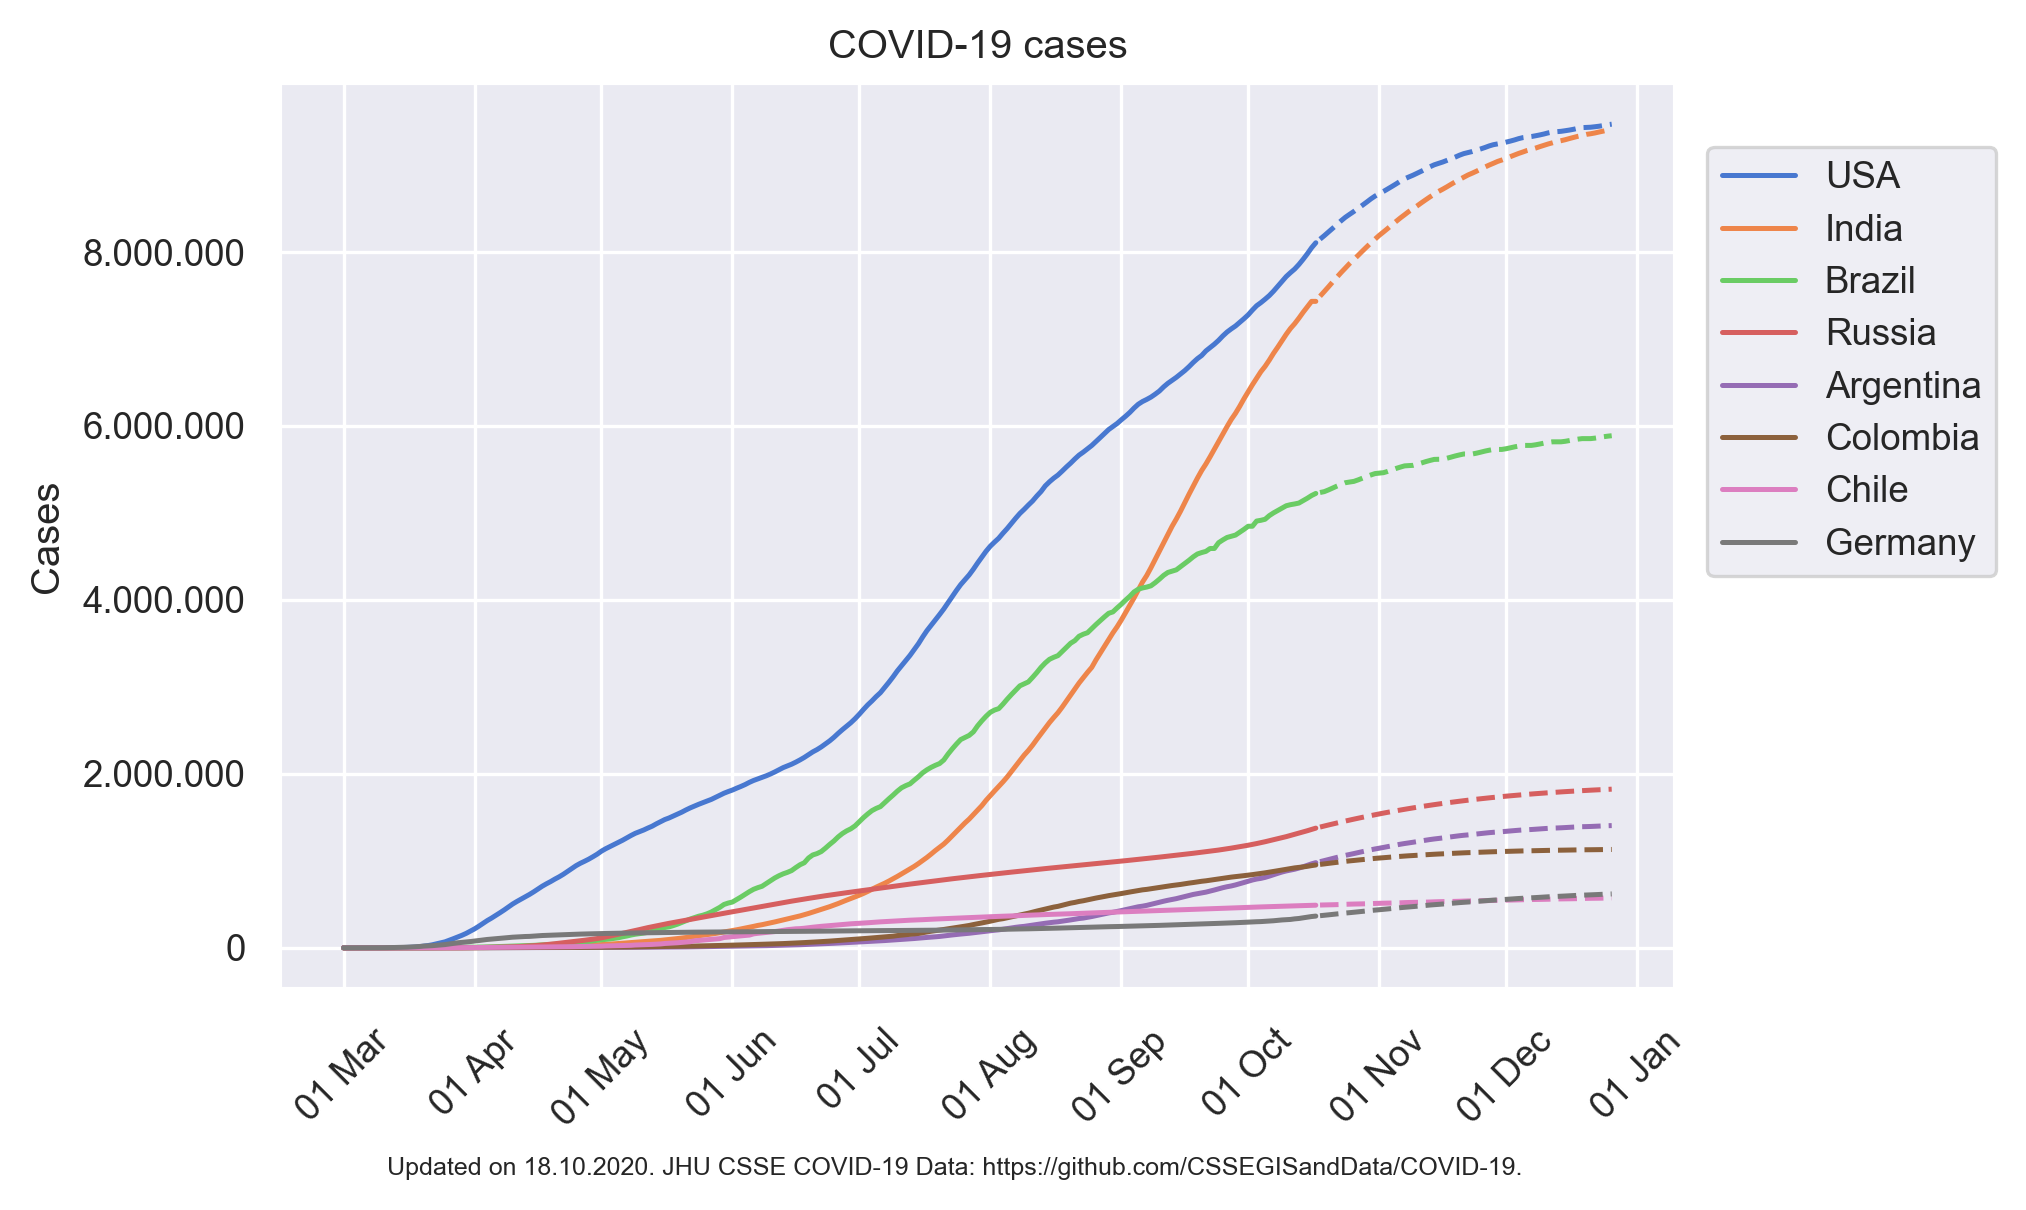 COVID-19 cases
Cases
8.000.000
6.000.000
4.000.000
2.000.000
0
01 Mar
01 Apr
01 May
01 Jun
01 Jul
01 Aug
01 Sep
01 Oct
01 Nov
01 Dec
01 Jan
USA
India
Brazil
Russia
Argentina
Colombia
Chile
Germany
Updated on 18.10.2020. JHU CSSE COVID-19 Data: https://github.com/CSSEGISandData/COVID-19.